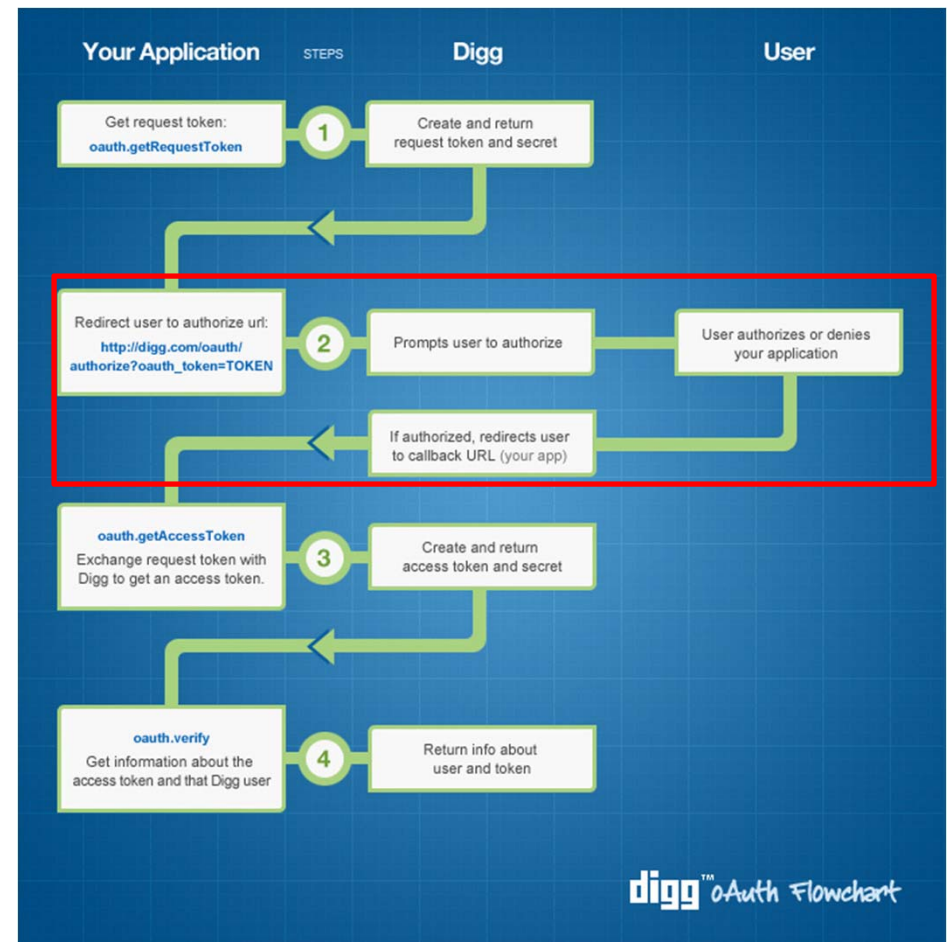 Your Application STEPS Digg User
Get request token:
oauth.getRequestToken
1
Create and return
request token and secret
Redirect user to authorize url:
http://digg.com/oauth/
authorize?oauth_token=TOKEN
2
Prompts user to authorize
User authorizes or denies
your application
If authorized, redirects user
to callback URL (your app)
oauth.getAccessToken
Exchange request token with
Digg to get an access token.
3
Create and return
access token and secret
oauth.verify
Get information about the
access token and that Digg user
4
Return info about
user and token
digg™ oAuth Flowchart